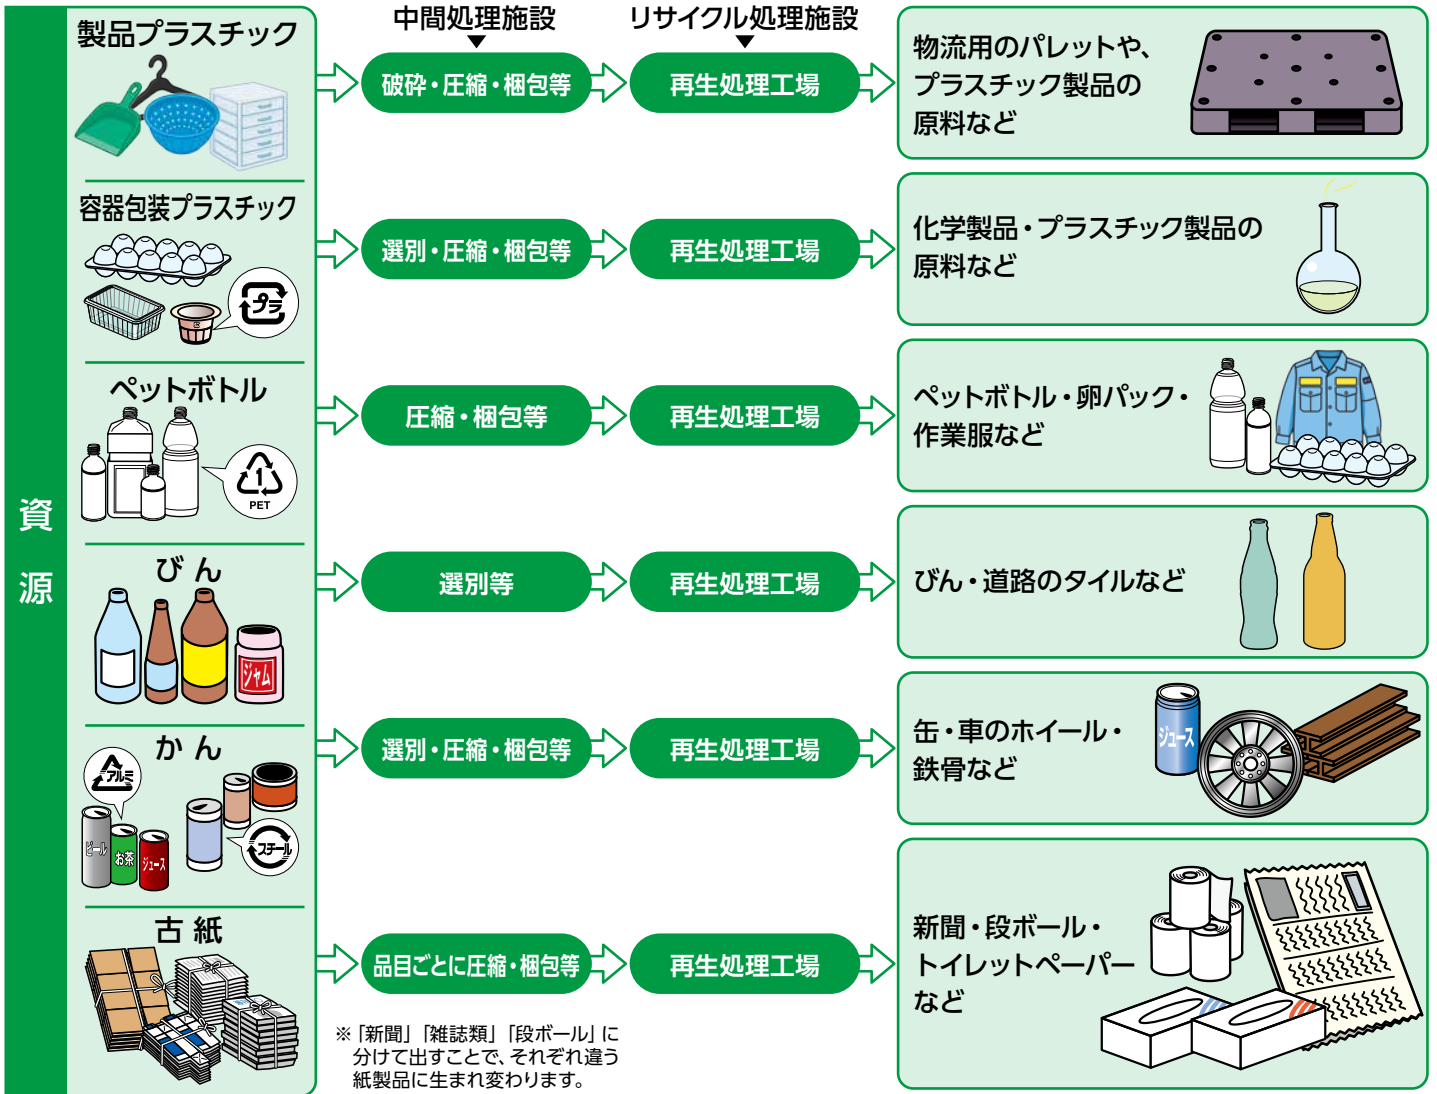 資源
中間処理施設
リサイクル処理施設
製品プラスチック
破砕・圧縮・梱包等
再生処理工場
物流用のパレットや、
プラスチック製品の
原料など
容器包装プラスチック
プラ
選別・圧縮・梱包等
再生処理工場
化学製品・プラスチック製品の
原料など
ペットボトル
1
PET
圧縮・梱包等
再生処理工場
ペットボトル・卵パック・
作業服など
びん
ジャム
選別等
再生処理工場
びん・道路のタイルなど
かん
アルミ
ビール
お茶
ジュース
スチール
選別・圧縮・梱包等
再生処理工場
缶・車のホイール・
鉄骨など
ジュース
古紙
品目ごとに圧縮・梱包等
再生処理工場
新聞・段ボール・
トイレットペーパー
など
※「新聞」「雑誌類」「段ボール」に
分けて出すことで、それぞれ違う
紙製品に生まれ変わります。